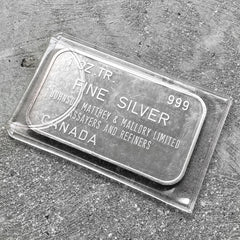 OZ.TR.
FINE SILVER 999
JOHNSON MATTHEY & MALLORY LIMITED
ASSAYERS AND REFINERS
CANADA